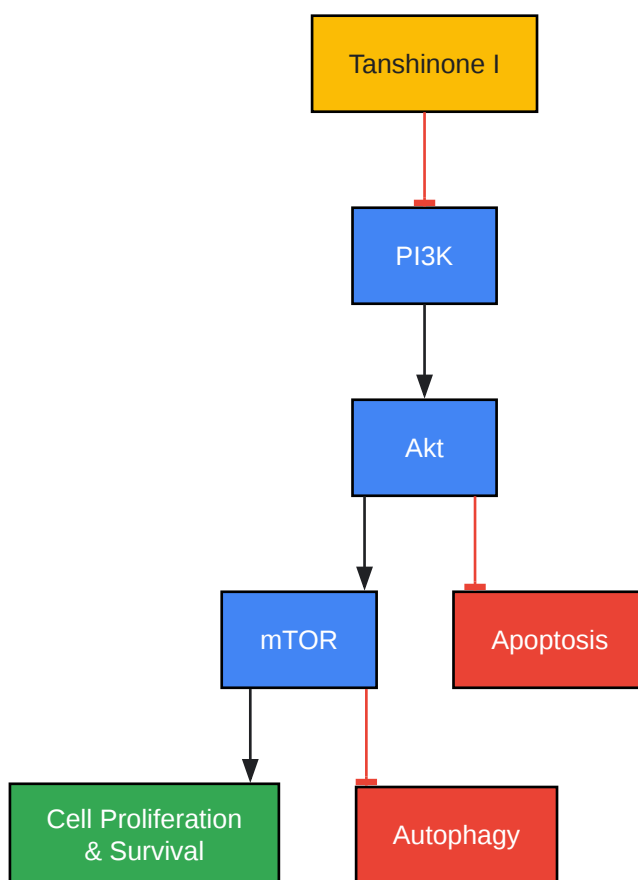 Tanshinone I
PI3K
Akt
mTOR
Apoptosis
Cell Proliferation
& Survival
Autophagy